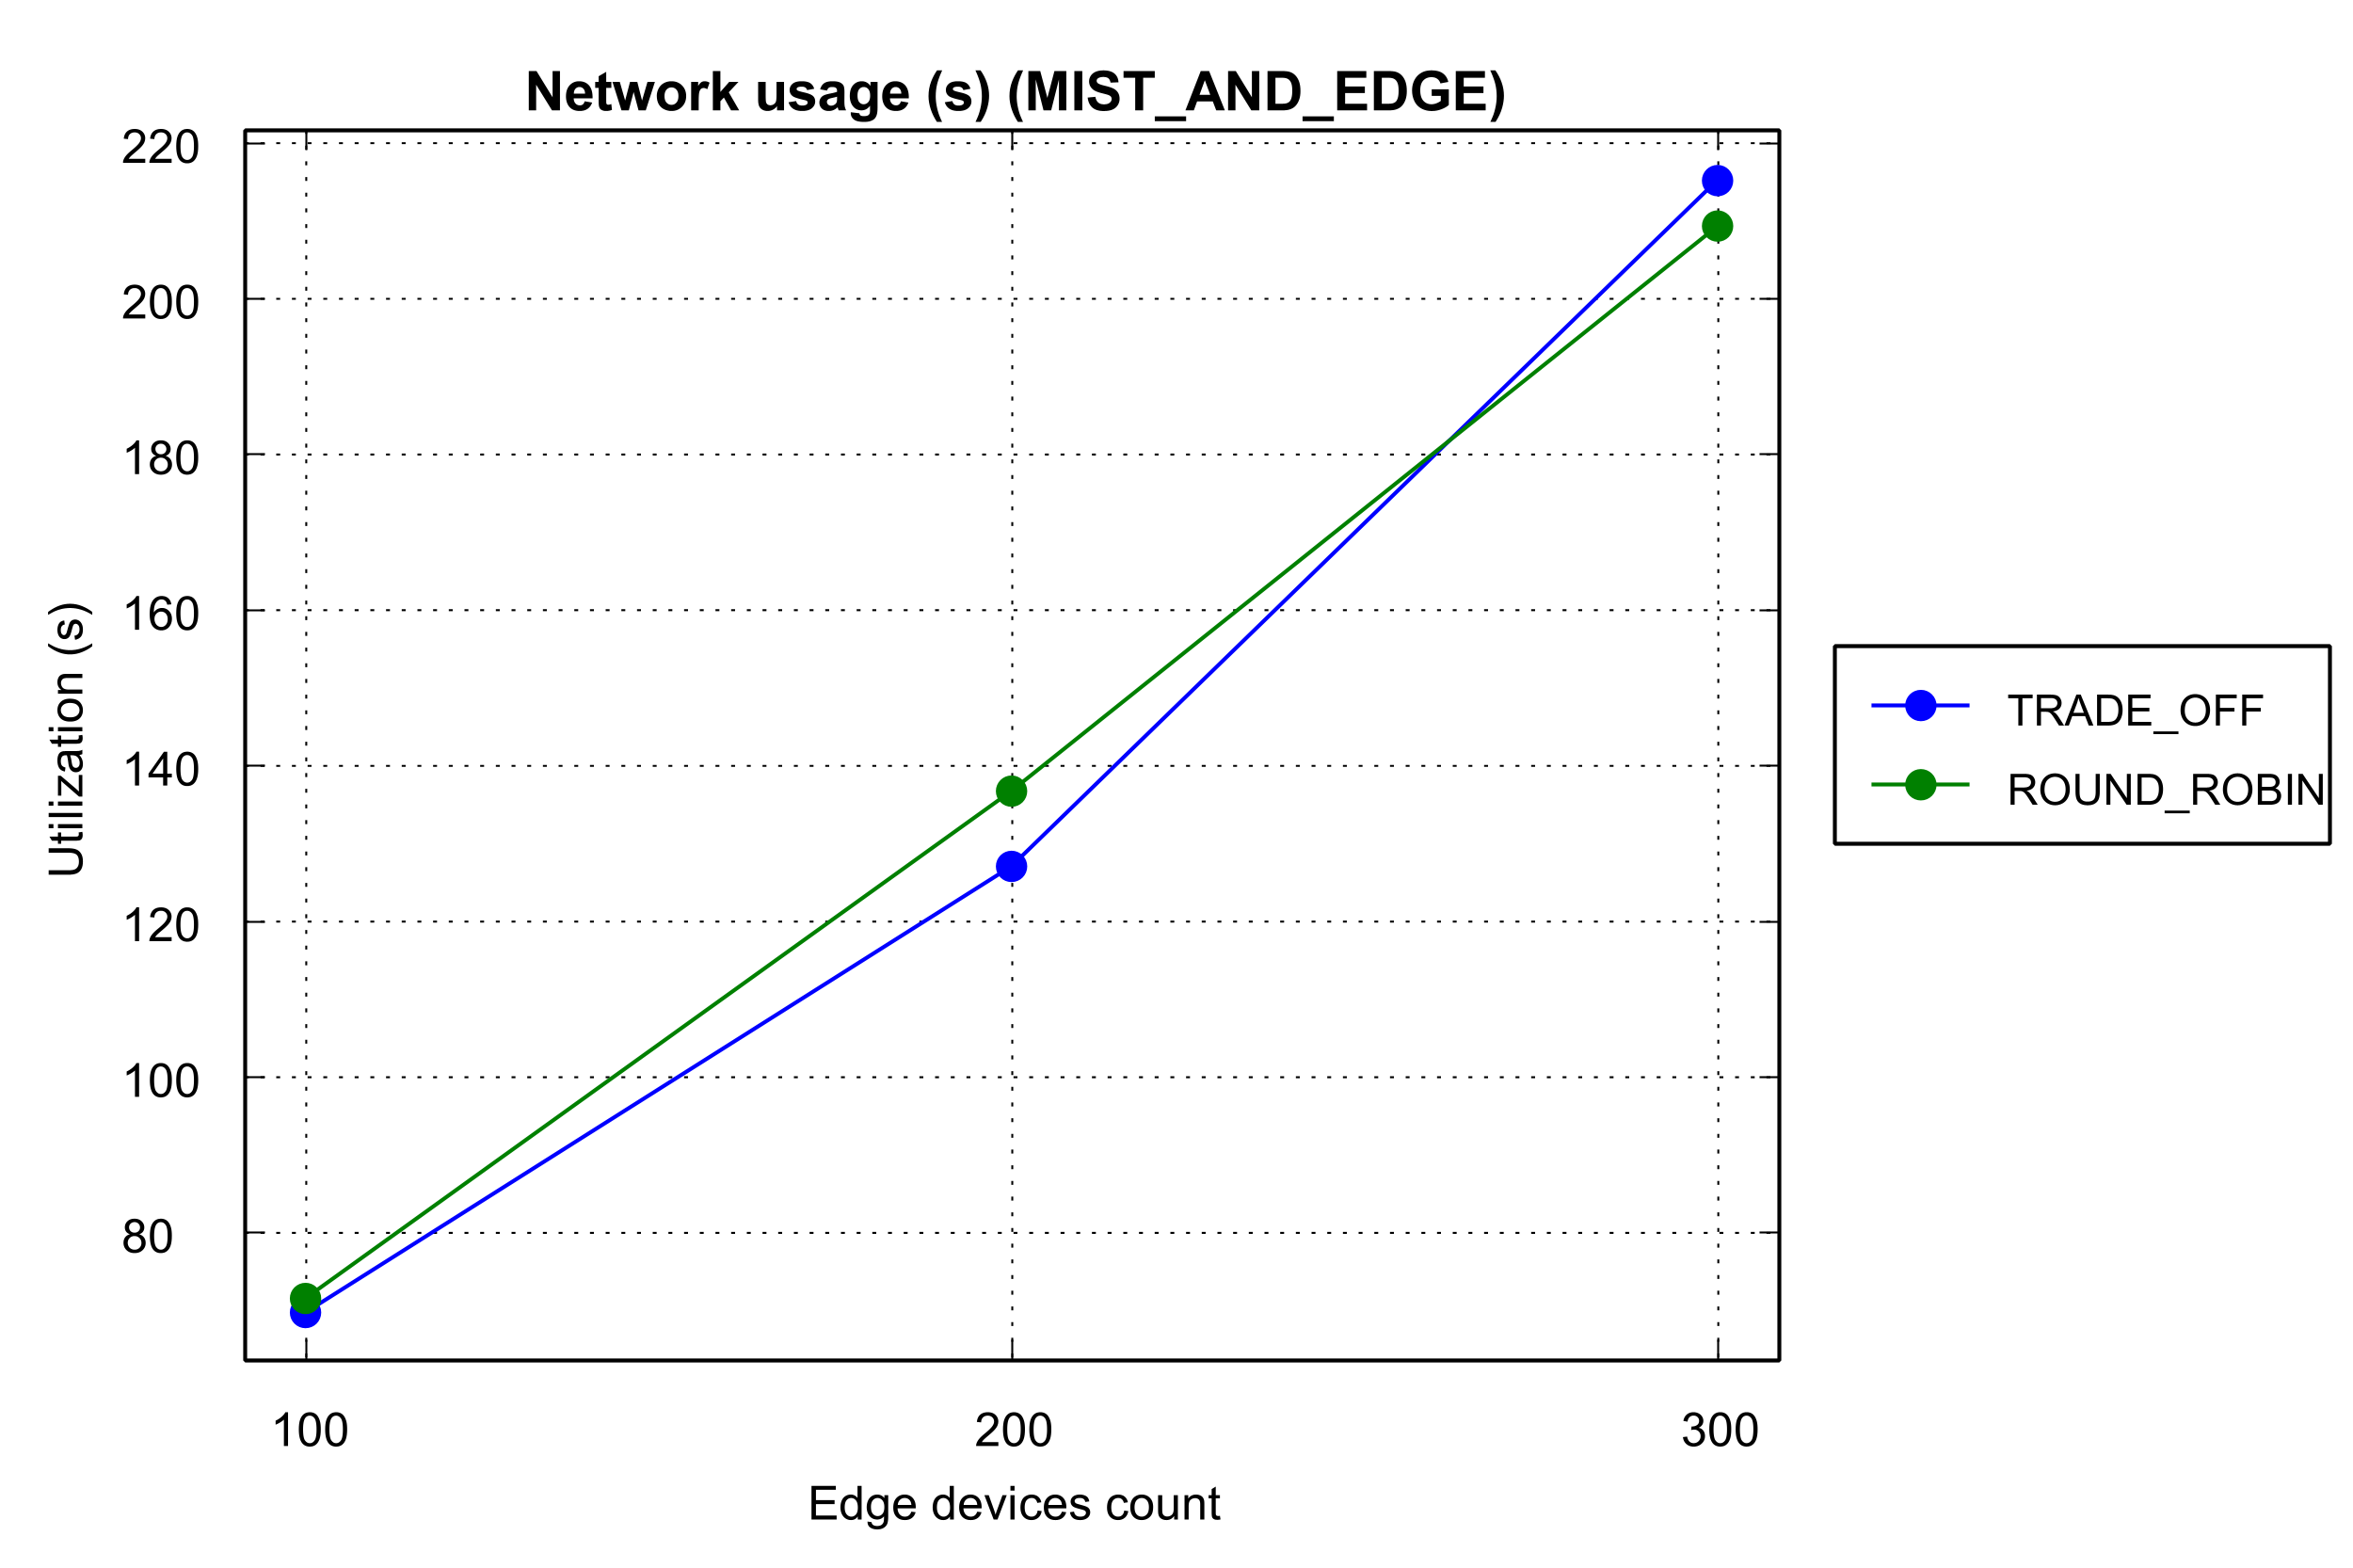 Network usage (s) (MIST_AND_EDGE)
220
200
180
160
140
120
100
80
Utilization (s)
TRADE_OFF
ROUND_ROBIN
100
200
300
Edge devices count